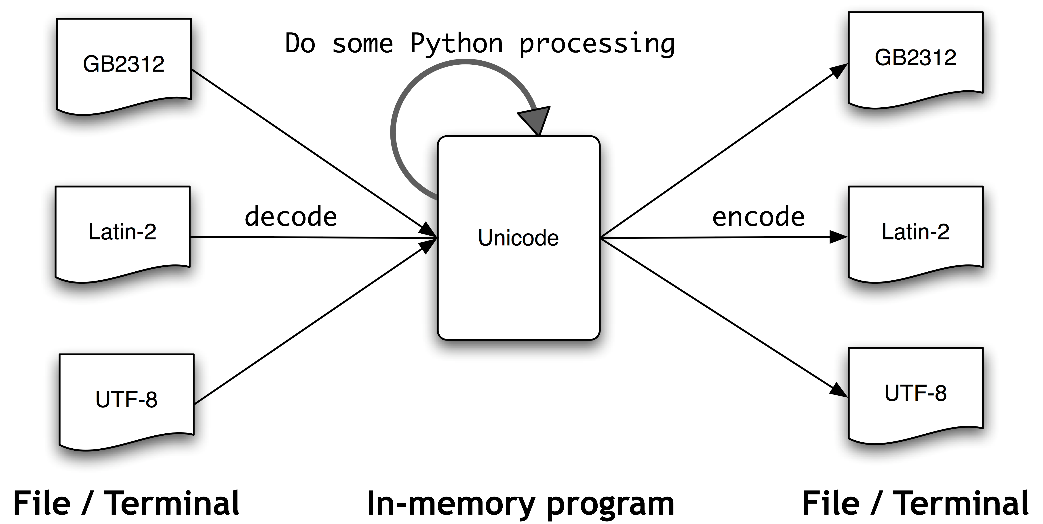 Do some Python processing
GB2312
GB2312
Latin-2
decode
Unicode
encode
Latin-2
UTF-8
UTF-8
File / Terminal
In-memory program
File / Terminal